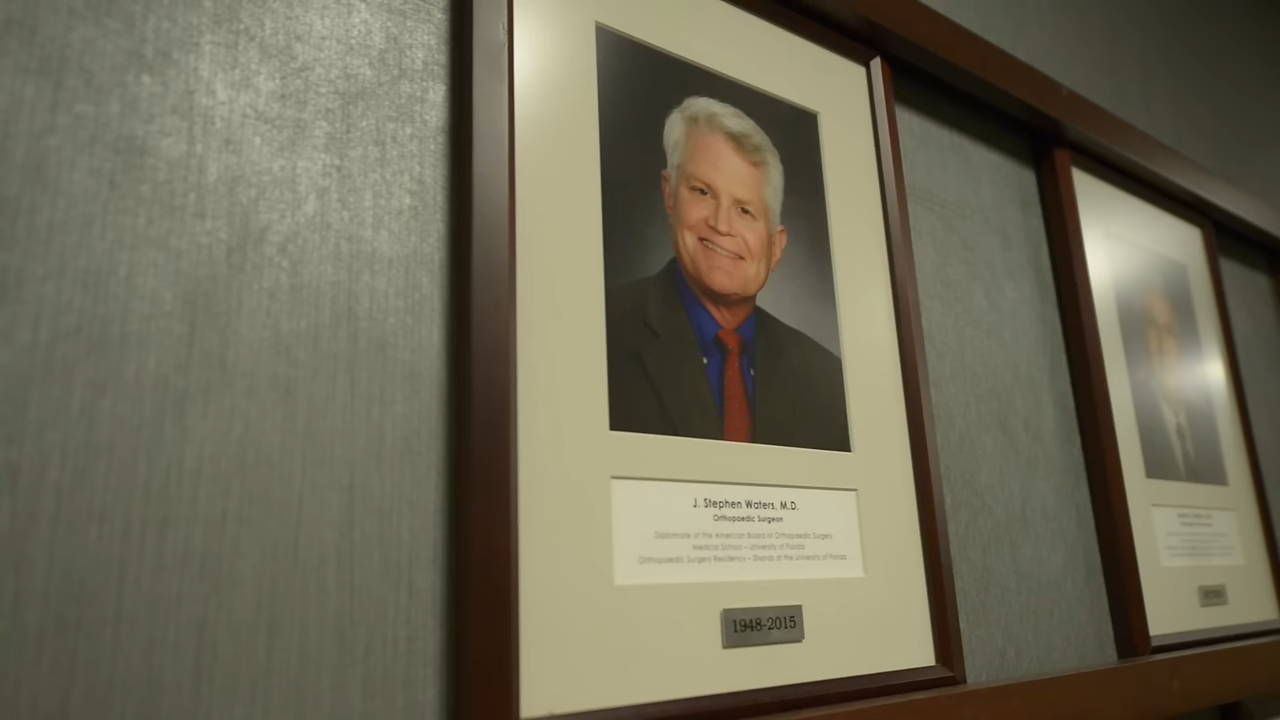 J. Stephen Waters, M.D.
Orthopaedic Surgeon
Diplomate of the American Board of Orthopaedic Surgery
Medical School – University of Florida
Orthopaedic Surgery Residency – Shands at the University of Florida
1948-2015